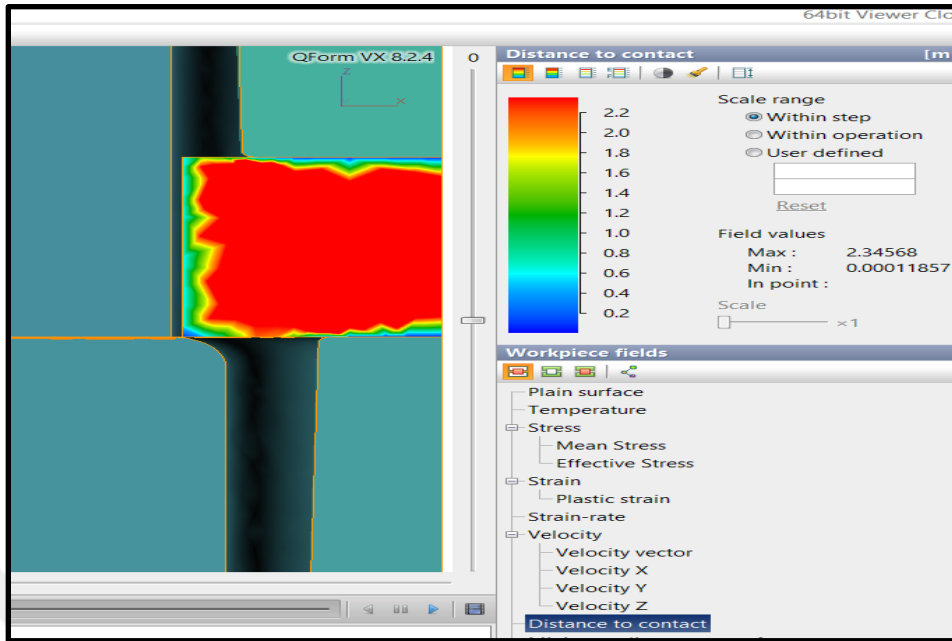 64bit Viewer Clo
QForm VX 8.2.4
z
x
0
Distance to contact [m
2.2
2.0
1.8
1.6
1.4
1.2
1.0
0.8
0.6
0.4
0.2
Scale range
Within step
Within operation
User defined
Reset
Field values
Max : 2.34568
Min : 0.00011857
In point :
Scale
×1
Workpiece fields
Plain surface
Temperature
Stress
Mean Stress
Effective Stress
Strain
Plastic strain
Strain-rate
Velocity
Velocity vector
Velocity X
Velocity Y
Velocity Z
Distance to contact